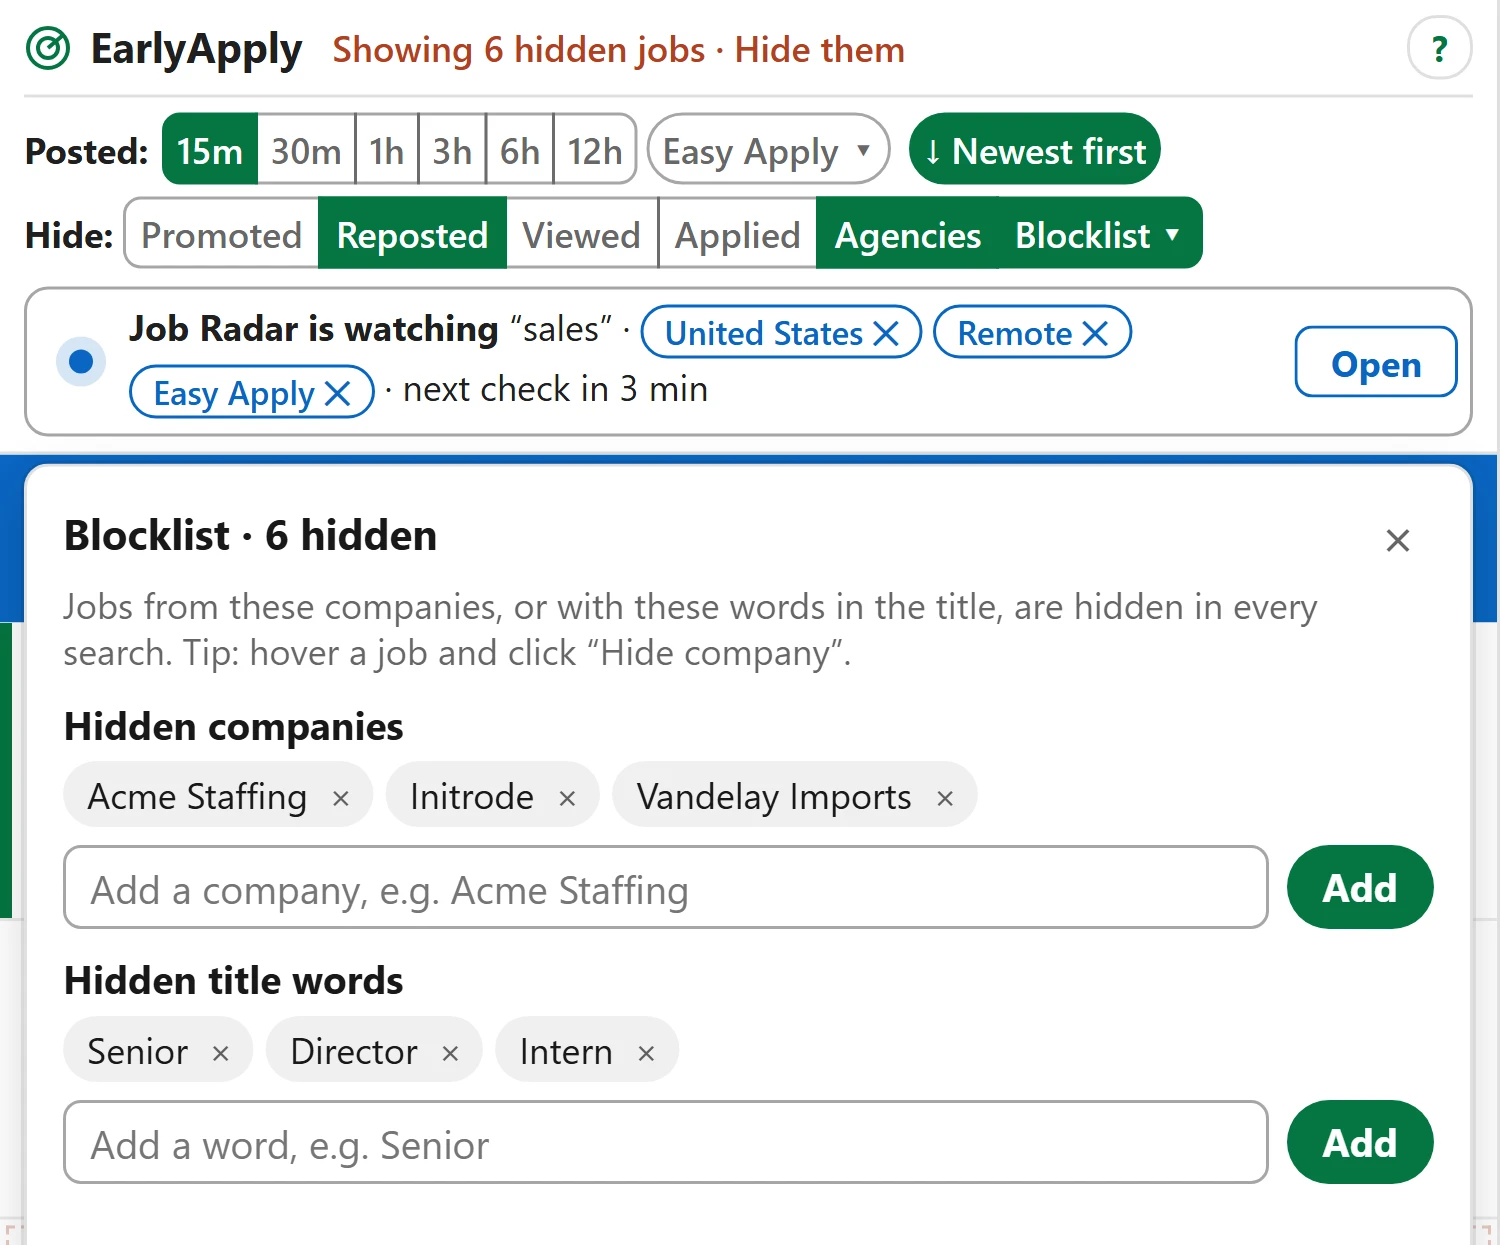 EarlyApply Showing 6 hidden jobs · Hide them ?
Posted: 15m 30m 1h 3h 6h 12h Easy Apply ▼ ↓ Newest first
Hide: Promoted Reposted Viewed Applied Agencies Blocklist ▼
Job Radar is watching “sales” · United States × Remote ×
Easy Apply × · next check in 3 min
Open
Blocklist · 6 hidden ×
Jobs from these companies, or with these words in the title, are hidden in every
search. Tip: hover a job and click “Hide company”.
Hidden companies
Acme Staffing × Initrode × Vandelay Imports ×
Add a company, e.g. Acme Staffing Add
Hidden title words
Senior × Director × Intern ×
Add a word, e.g. Senior Add